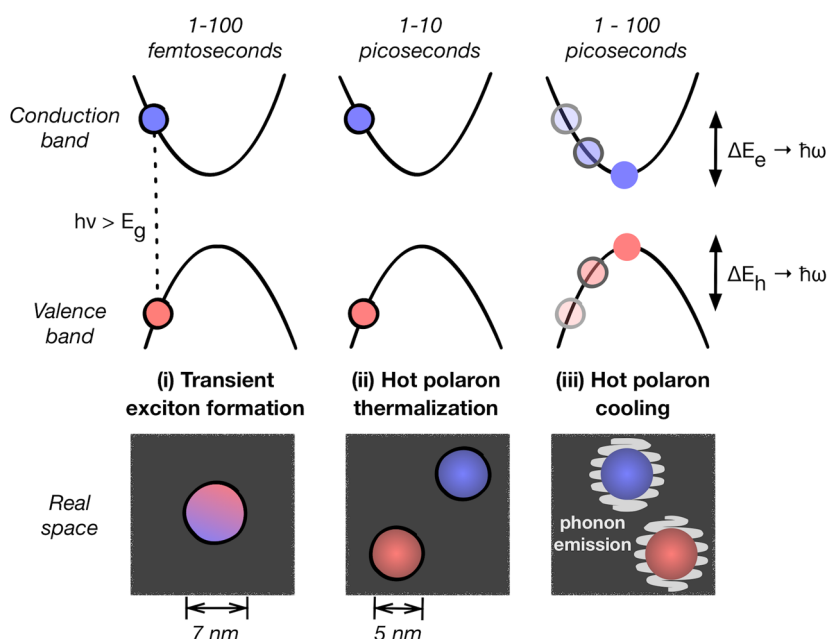 1-100
femtoseconds
1-10
picoseconds
1 - 100
picoseconds
Conduction
band
ΔEe → ħω
hν > Eg
ΔEh → ħω
Valence
band
(i) Transient
exciton formation
(ii) Hot polaron
thermalization
(iii) Hot polaron
cooling
Real
space
phonon
emission
7 nm
5 nm